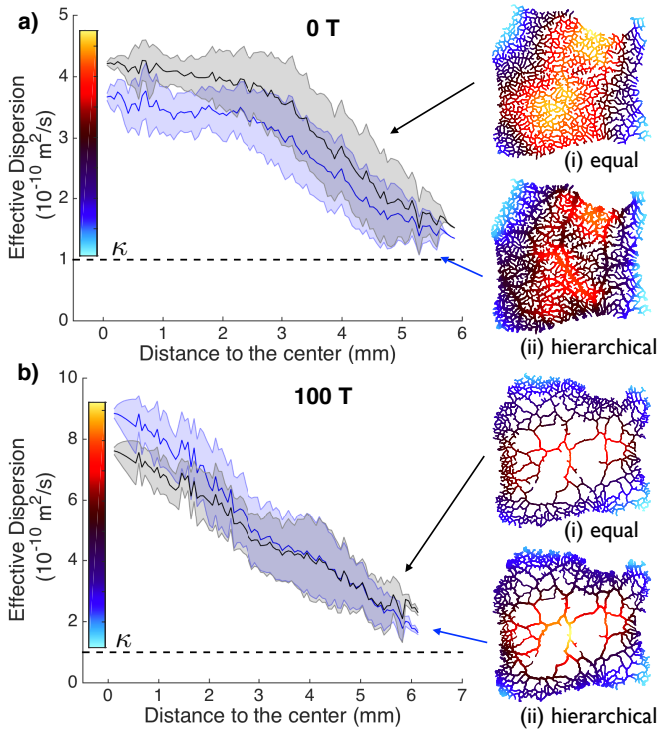 a)
0 T
Effective Dispersion
(10⁻¹⁰ m²/s)
5
4
3
2
1
0
κ
0 1 2 3 4 5 6
Distance to the center (mm)
(i) equal
(ii) hierarchical
b)
100 T
Effective Dispersion
(10⁻¹⁰ m²/s)
10
8
6
4
2
0
κ
0 1 2 3 4 5 6 7
Distance to the center (mm)
(i) equal
(ii) hierarchical